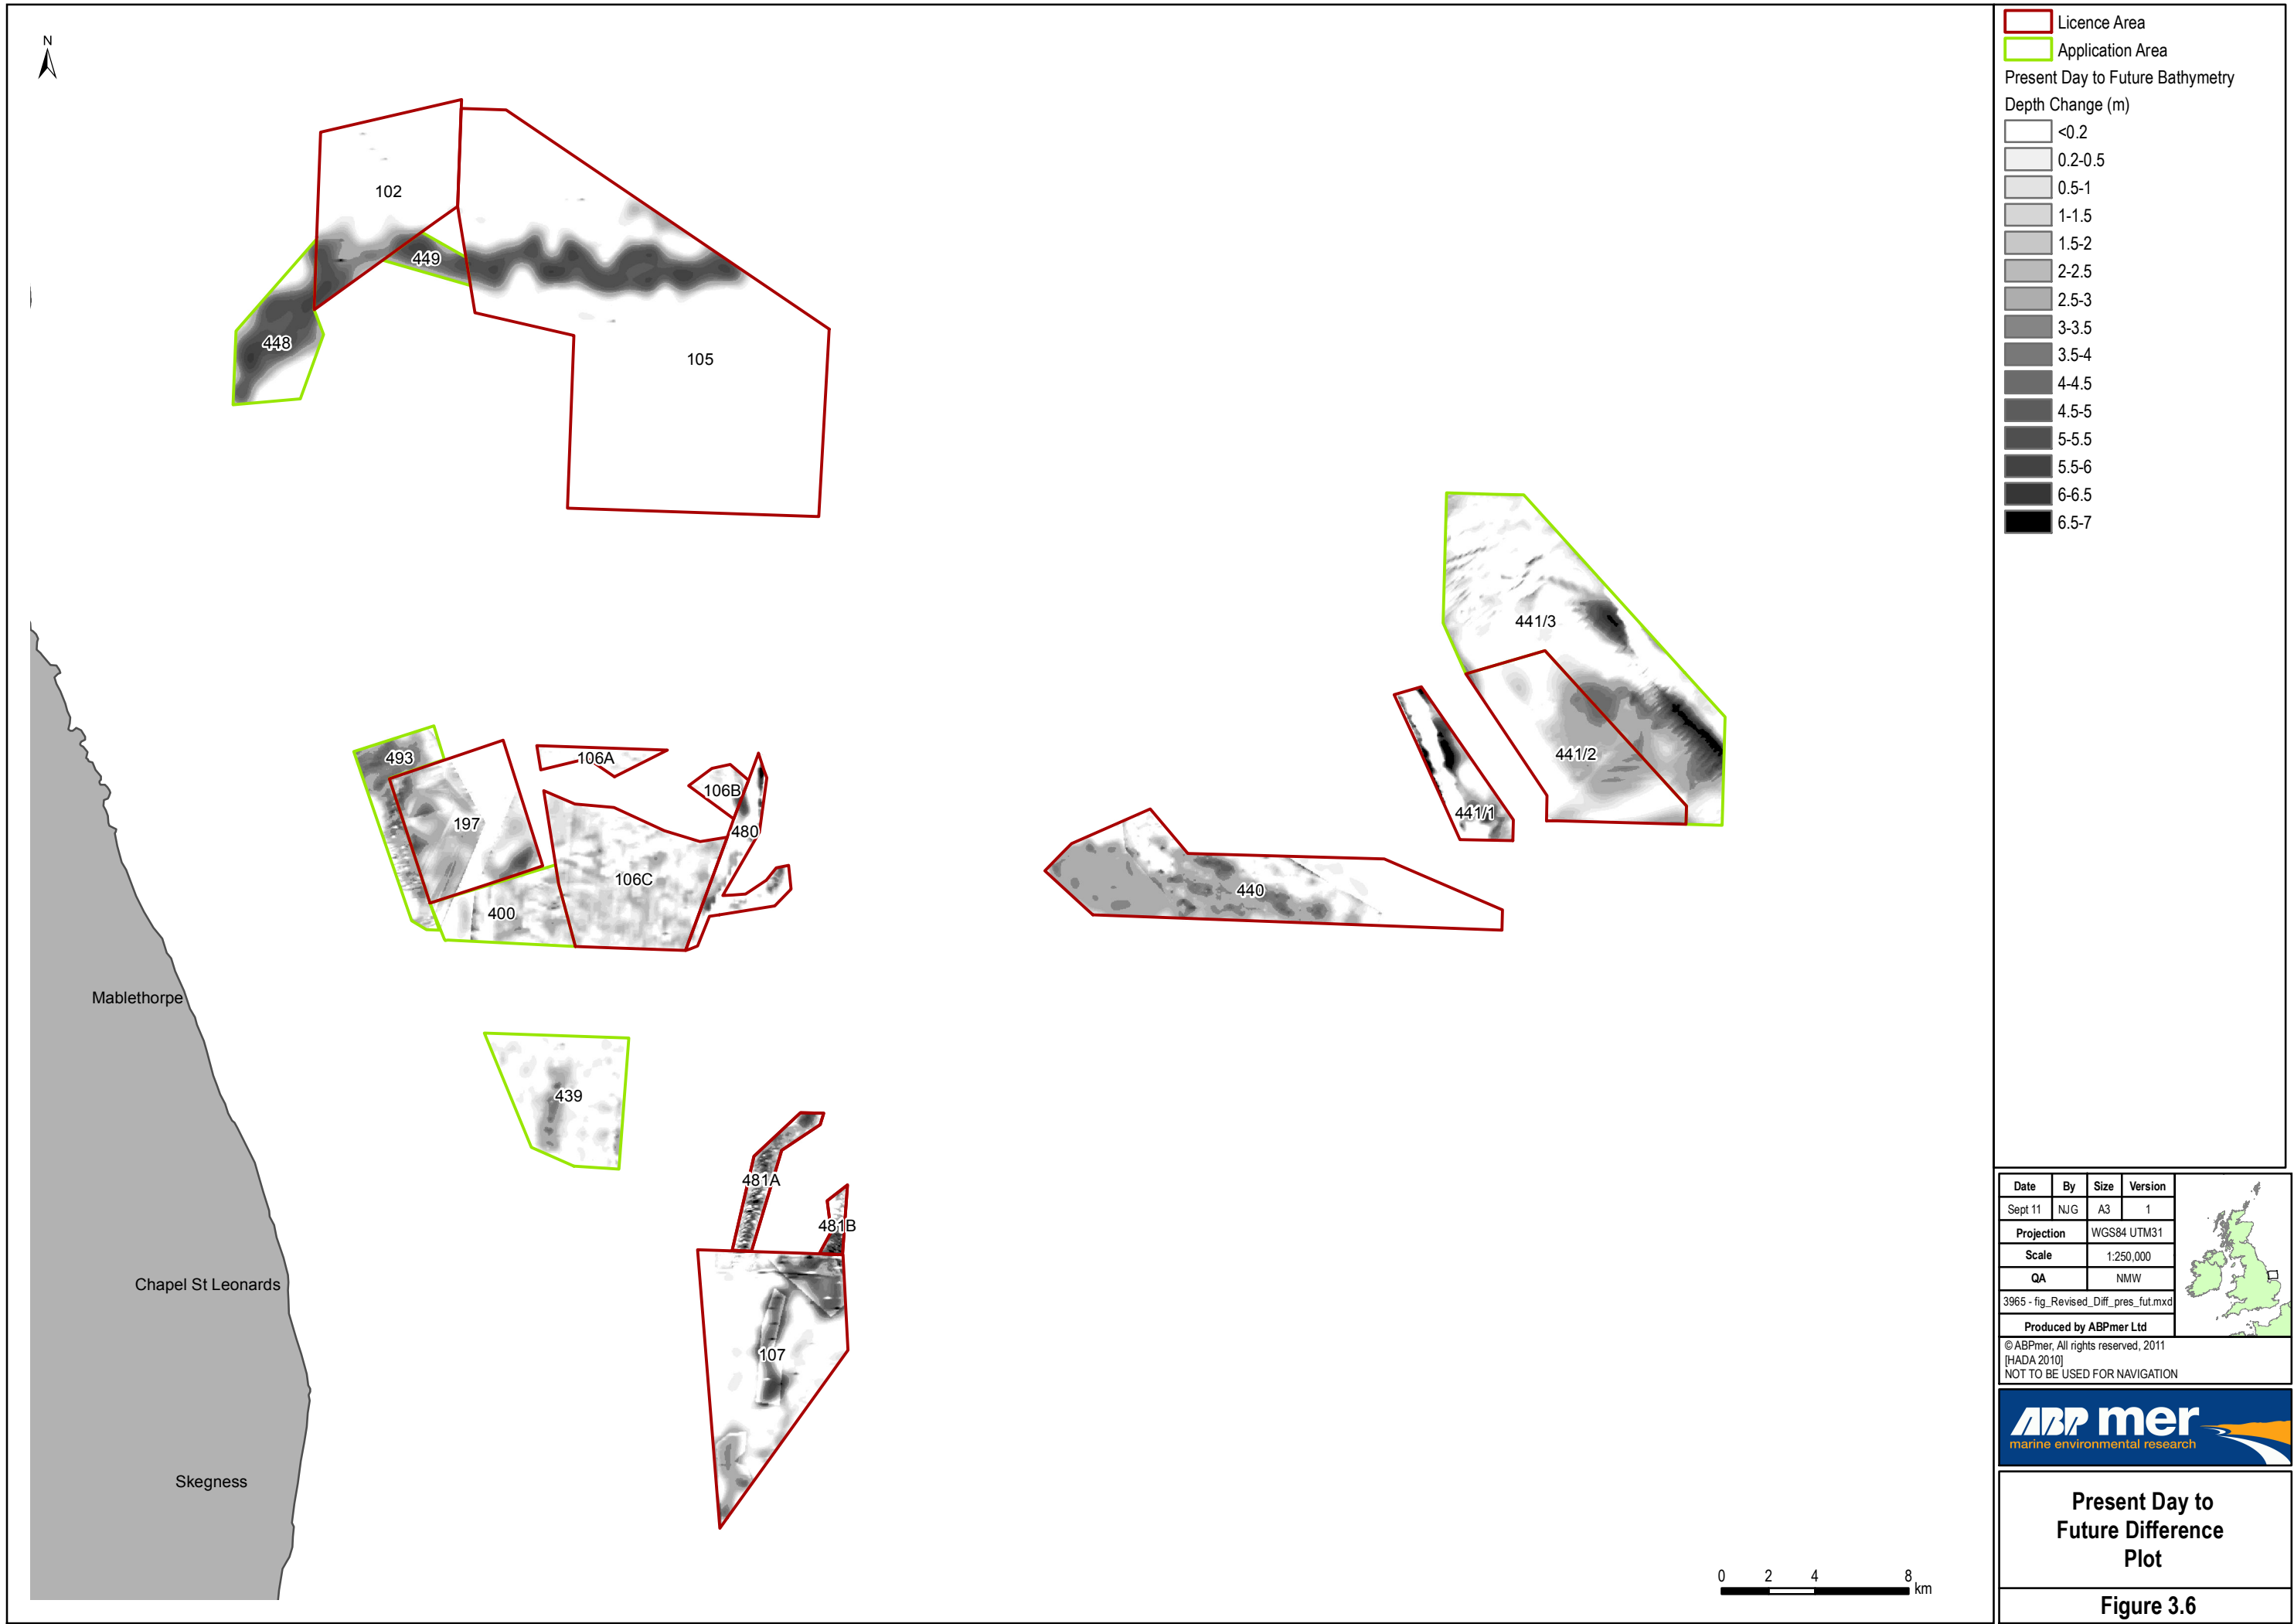 N
102
449
448
105
441/3
441/2
441/1
493
197
106A
106B
480
106C
400
440
Mablethorpe
439
481A
481B
Chapel St Leonards
107
Skegness
0 2 4 8
km
Licence Area
Application Area
Present Day to Future Bathymetry
Depth Change (m)
<0.2
0.2-0.5
0.5-1
1-1.5
1.5-2
2-2.5
2.5-3
3-3.5
3.5-4
4-4.5
4.5-5
5-5.5
5.5-6
6-6.5
6.5-7
Date By Size Version
Sept 11 NJG A3 1
Projection WGS84 UTM31
Scale 1:250,000
QA NMW
3965 - fig_Revised_Diff_pres_fut.mxd
Produced by ABPmer Ltd
© ABPmer, All rights reserved, 2011
[HADA 2010]
NOT TO BE USED FOR NAVIGATION
ABP mer
marine environmental research
Present Day to
Future Difference
Plot
Figure 3.6